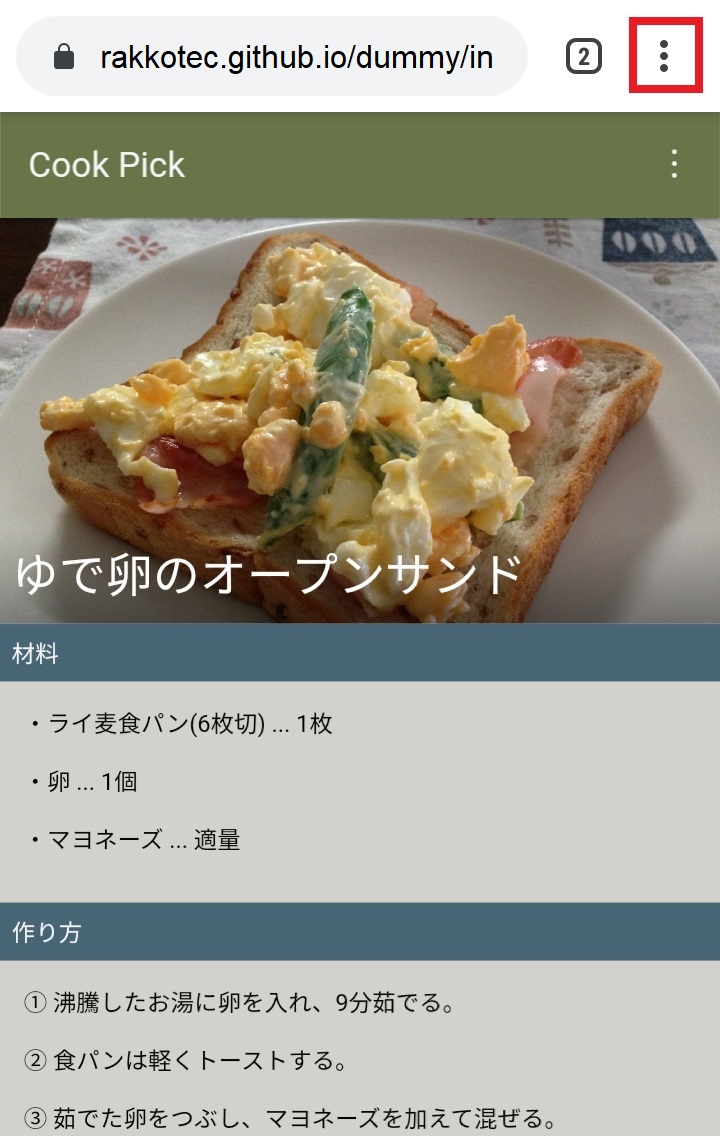 rakkotec.github.io/dummy/in
2
Cook Pick
ゆで卵のオープンサンド
材料
・ライ麦食パン(6枚切) ... 1枚
・卵 ... 1個
・マヨネーズ ... 適量
作り方
① 沸騰したお湯に卵を入れ、9分茹でる。
② 食パンは軽くトーストする。
③ 茹でた卵をつぶし、マヨネーズを加えて混ぜる。